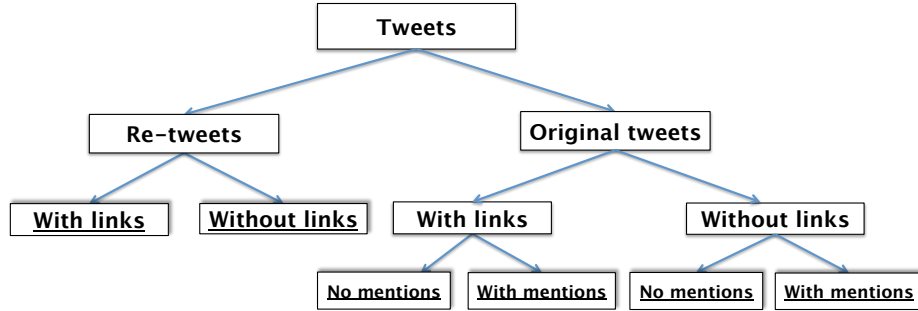 Tweets
Re-tweets
Original tweets
With links
Without links
With links
Without links
No mentions
With mentions
No mentions
With mentions